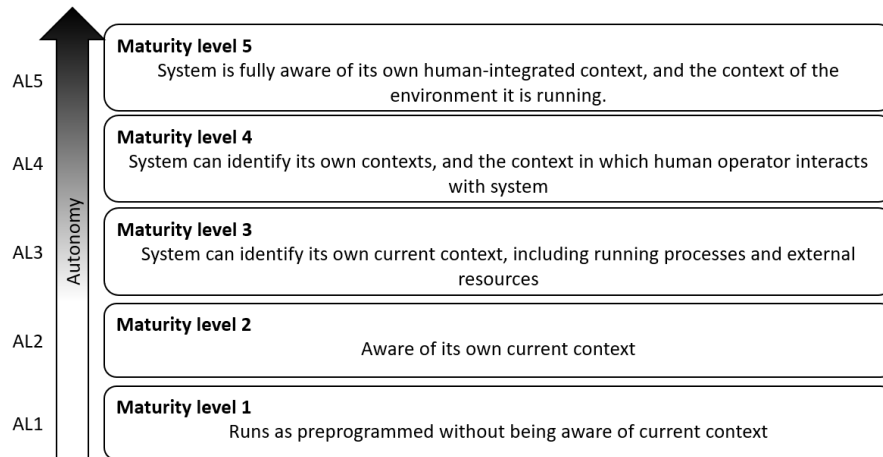 Maturity level 5
AL5
System is fully aware of its own human-integrated context, and the context of the
environment it is running.
Maturity level 4
AL4
System can identify its own contexts, and the context in which human operator interacts
with system
Maturity level 3
AL3
System can identify its own current context, including running processes and external
resources
Autonomy
Maturity level 2
AL2
Aware of its own current context
Maturity level 1
AL1
Runs as preprogrammed without being aware of current context